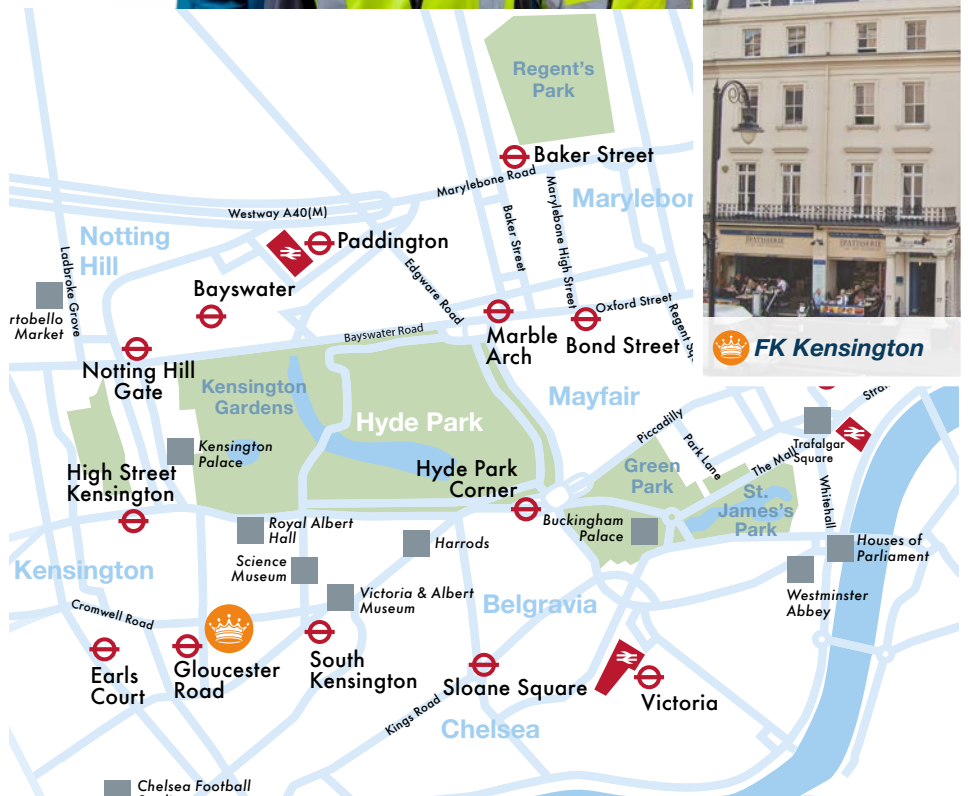 Regent's
Park
Baker Street
Marylebone Road
Westway A40(M)
Notting
Hill
Paddington
Baker Street
Marylebone High Street
Ladbroke Grove
Bayswater
Edgware Road
rtobello
Market
Oxford Street
Bayswater Road
Marble
Arch
Bond Street
PATISSERIE
FK Kensington
Notting Hill
Gate
Kensington
Gardens
Mayfair
Hyde Park
Piccadilly
Park Lane
Trafalgar
Square
Kensington
Palace
The Mall
High Street
Kensington
Hyde Park
Corner
Green
Park
St.
James's
Park
Whitehall
Royal Albert
Hall
Buckingham
Palace
Harrods
Houses of
Parliament
Science
Museum
Kensington
Victoria & Albert
Museum
Belgravia
Westminster
Abbey
Cromwell Road
Earls
Court
Gloucester
Road
South
Kensington
Sloane Square
Victoria
Kings Road
Chelsea
Chelsea Football